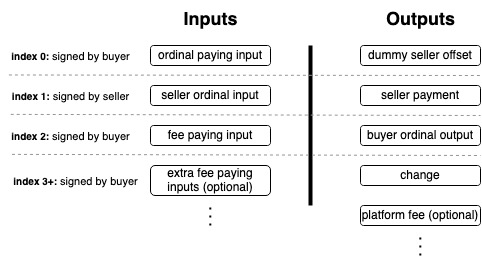 Inputs
Outputs
index 0: signed by buyer
ordinal paying input
dummy seller offset
index 1: signed by seller
seller ordinal input
seller payment
index 2: signed by buyer
fee paying input
buyer ordinal output
index 3+: signed by buyer
extra fee paying
inputs (optional)
change
platform fee (optional)